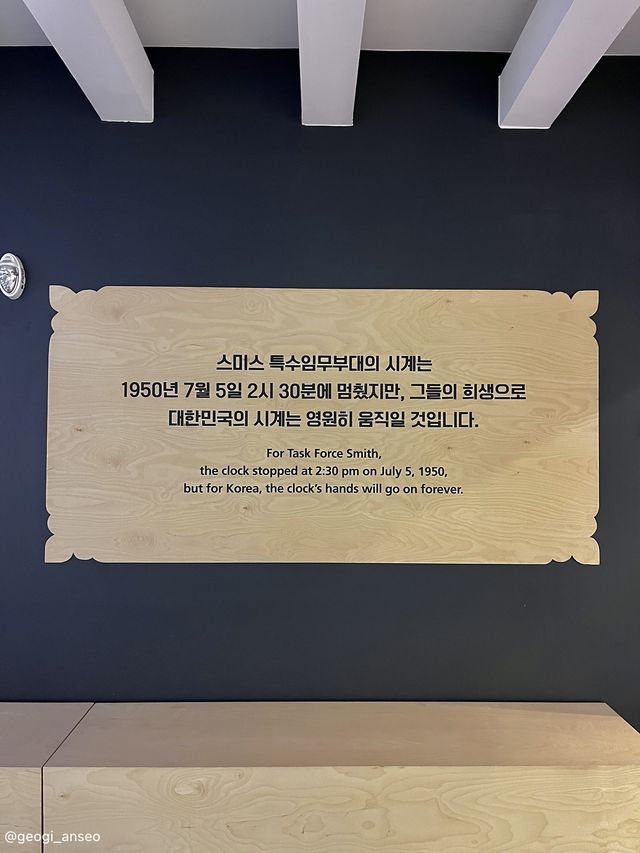 스미스 특수임무부대의 시계는
1950년 7월 5일 2시 30분에 멈췄지만, 그들의 희생으로
대한민국의 시계는 영원히 움직일 것입니다.
For Task Force Smith,
the clock stopped at 2:30 pm on July 5, 1950,
but for Korea, the clock's hands will go on forever.
@geogi_anseo